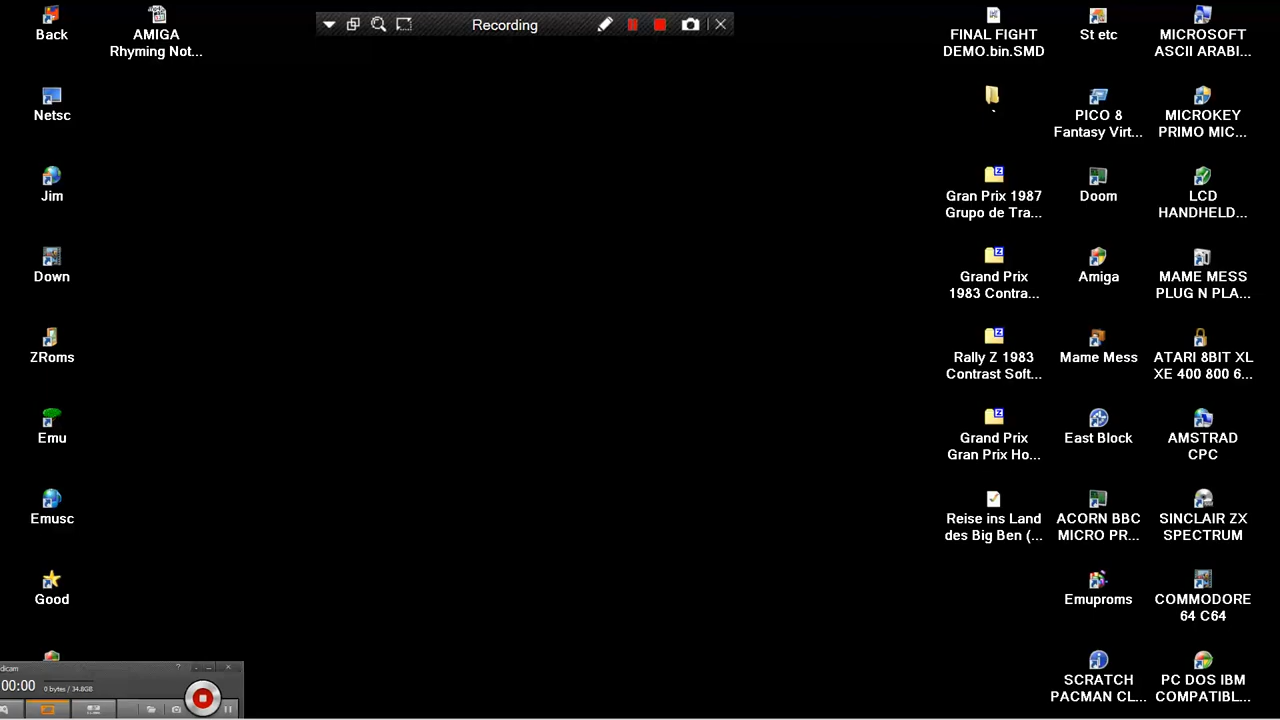 Recording
Back
AMIGA
Rhyming Not...
Netsc
Jim
Down
ZRoms
Emu
Emusc
Good
FINAL FIGHT
DEMO.bin.SMD
`
Gran Prix 1987
Grupo de Tra...
Grand Prix
1983 Contra...
Rally Z 1983
Contrast Soft...
Grand Prix
Gran Prix Ho...
Reise ins Land
des Big Ben (...
St etc
PICO 8
Fantasy Virt...
Doom
Amiga
Mame Mess
East Block
ACORN BBC
MICRO PR...
Emuproms
SCRATCH
PACMAN CL...
MICROSOFT
ASCII ARABI...
MICROKEY
PRIMO MIC...
LCD
HANDHELD...
MAME MESS
PLUG N PLA...
ATARI 8BIT XL
XE 400 800 6...
AMSTRAD
CPC
SINCLAIR ZX
SPECTRUM
COMMODORE
64 C64
PC DOS IBM
COMPATIBL...
dicam
00:00
0 bytes / 34.8GB